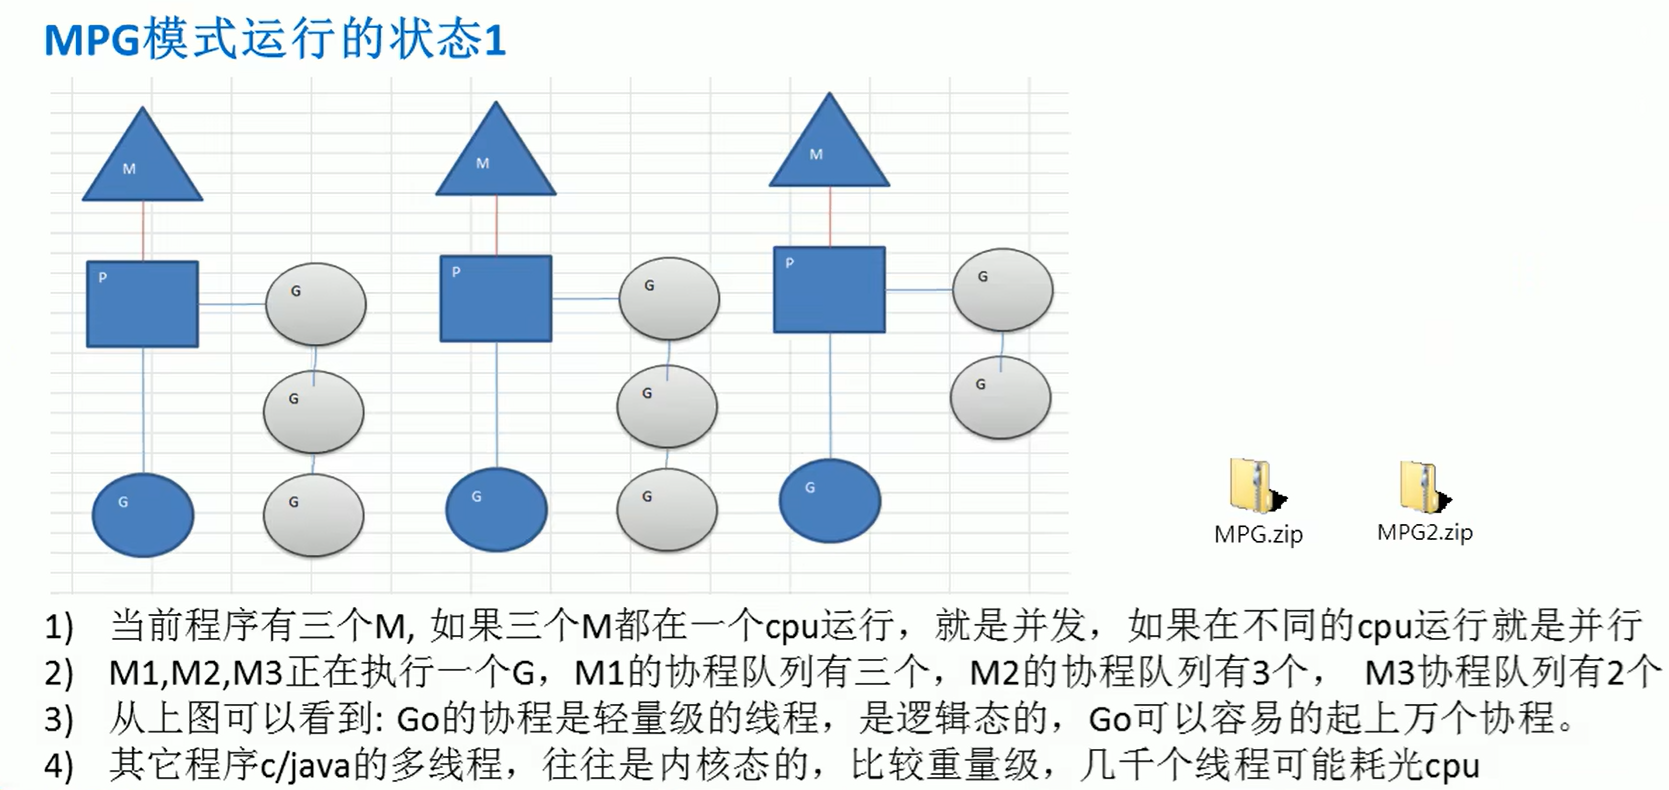 MPG模式运行的状态1
M M M
P G P G P G
G G G
G G G G G
MPG.zip MPG2.zip
1) 当前程序有三个M, 如果三个M都在一个cpu运行，就是并发，如果在不同的cpu运行就是并行
2) M1,M2,M3正在执行一个G，M1的协程队列有三个，M2的协程队列有3个， M3协程队列有2个
3) 从上图可以看到: Go的协程是轻量级的线程，是逻辑态的，Go可以容易的起上万个协程。
4) 其它程序c/java的多线程，往往是内核态的，比较重量级，几千个线程可能耗光cpu